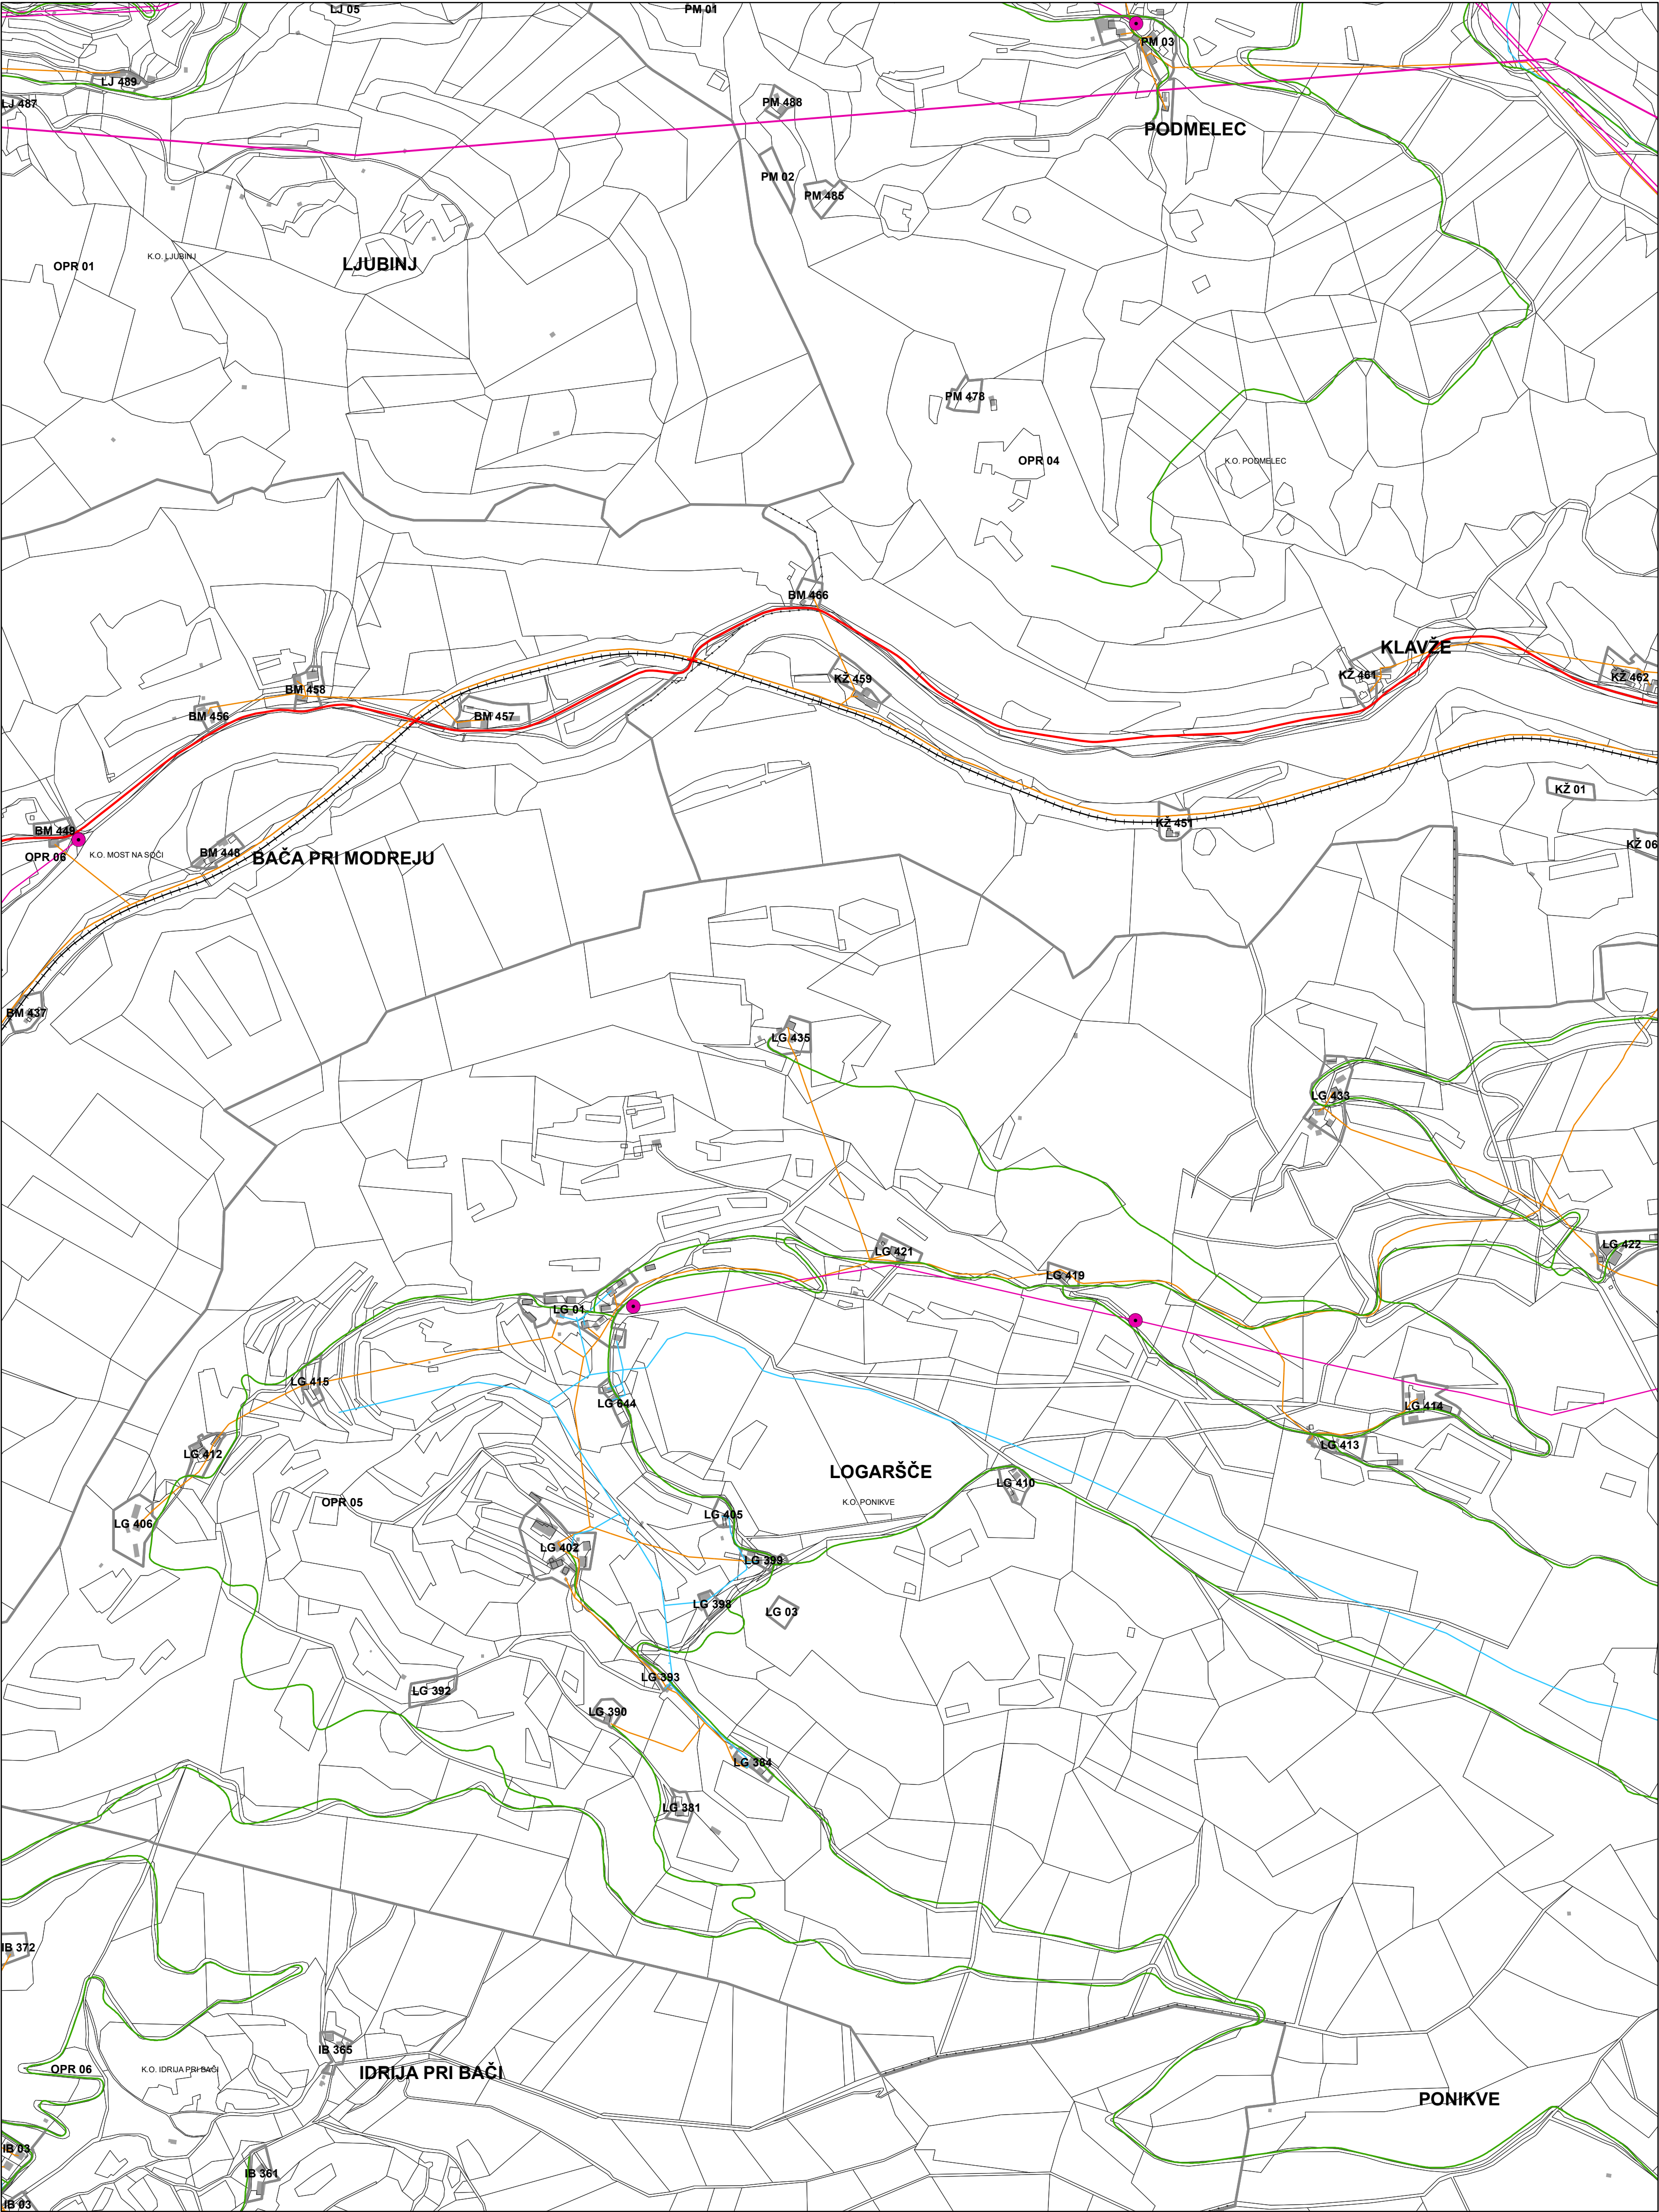 LJ 05
PM 01
PM 03
LJ 489
LJ 487
PM 488
PODMELEC
PM 02
PM 485
K.O. LJUBINJ
LJUBINJ
OPR 01
PM 478
OPR 04
K.O. PODMELEC
BM 466
KLAVŽE
KŽ 459
KŽ 461
KŽ 462
BM 458
BM 456
BM 457
KŽ 01
KŽ 451
BM 449
KŽ 06
BM 448
OPR 06
K.O. MOST NA SOČI
BAČA PRI MODREJU
BM 437
LG 435
LG 433
LG 422
LG 421
LG 419
LG 01
LG 415
LG 644
LG 414
LG 413
LG 412
LOGARŠČE
LG 410
OPR 05
K.O. PONIKVE
LG 405
LG 406
LG 402
LG 399
LG 398
LG 03
LG 393
LG 392
LG 390
LG 384
LG 381
IB 372
IB 365
OPR 06
K.O. IDRIJA PRI BAČI
IDRIJA PRI BAČI
PONIKVE
IB 03
IB 361
IB 03